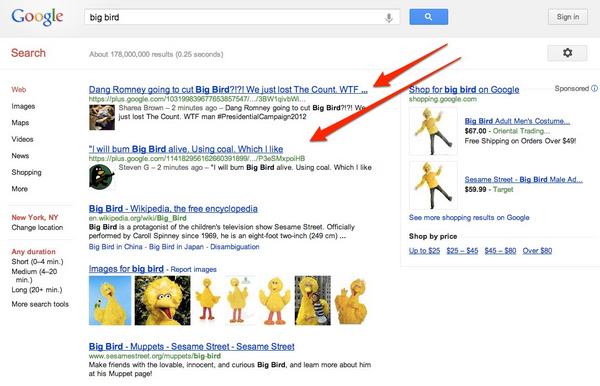 Google
big bird
Sign in
Search
About 178,000,000 results (0.25 seconds)
Web
Images
Maps
Videos
News
Shopping
More
New York, NY
Change location
Any duration
Short (0–4 min.)
Medium (4–20
min.)
Long (20+ min.)
More search tools
Dang Romney going to cut Big Bird?!?! We just lost The Count. WTF ...
https://plus.google.com/103199839677653857547/.../3BW1qivbWi...
Sharea Brown – 2 minutes ago – Dang Romney going to cut Big Bird?!?! We
just lost The Count. WTF man #PresidentialCampaign2012
"I will burn Big Bird alive. Using coal. Which I like
https://plus.google.com/114182956162660391899/.../P3eSMxpoiHB
Steven G – 2 minutes ago – "I will burn Big Bird alive. Using coal. Which I like
Big Bird - Wikipedia, the free encyclopedia
en.wikipedia.org/wiki/Big_Bird
Big Bird is a protagonist of the children's television show Sesame Street. Officially
performed by Caroll Spinney since 1969, he is an eight-foot two-inch (249 cm) ...
Big Bird in China - Big Bird in Japan - Disambiguation
Images for big bird - Report images
Big Bird - Muppets - Sesame Street - Sesame Street
www.sesamestreet.org/muppets/big-bird
Make friends with the lovable, innocent, and curious Big Bird, and learn more about him
at his Muppet page!
Shop for big bird on Google
Sponsored
shopping.google.com
Big Bird Adult Men's Costume...
$67.00 - Oriental Trading...
Free Shipping on Orders Over $49!
Sesame Street - Big Bird Male Ad...
$59.99 - Target
See more shopping results on Google
Shop by price
Up to $25
$25 – $45
$45 – $80
Over $80